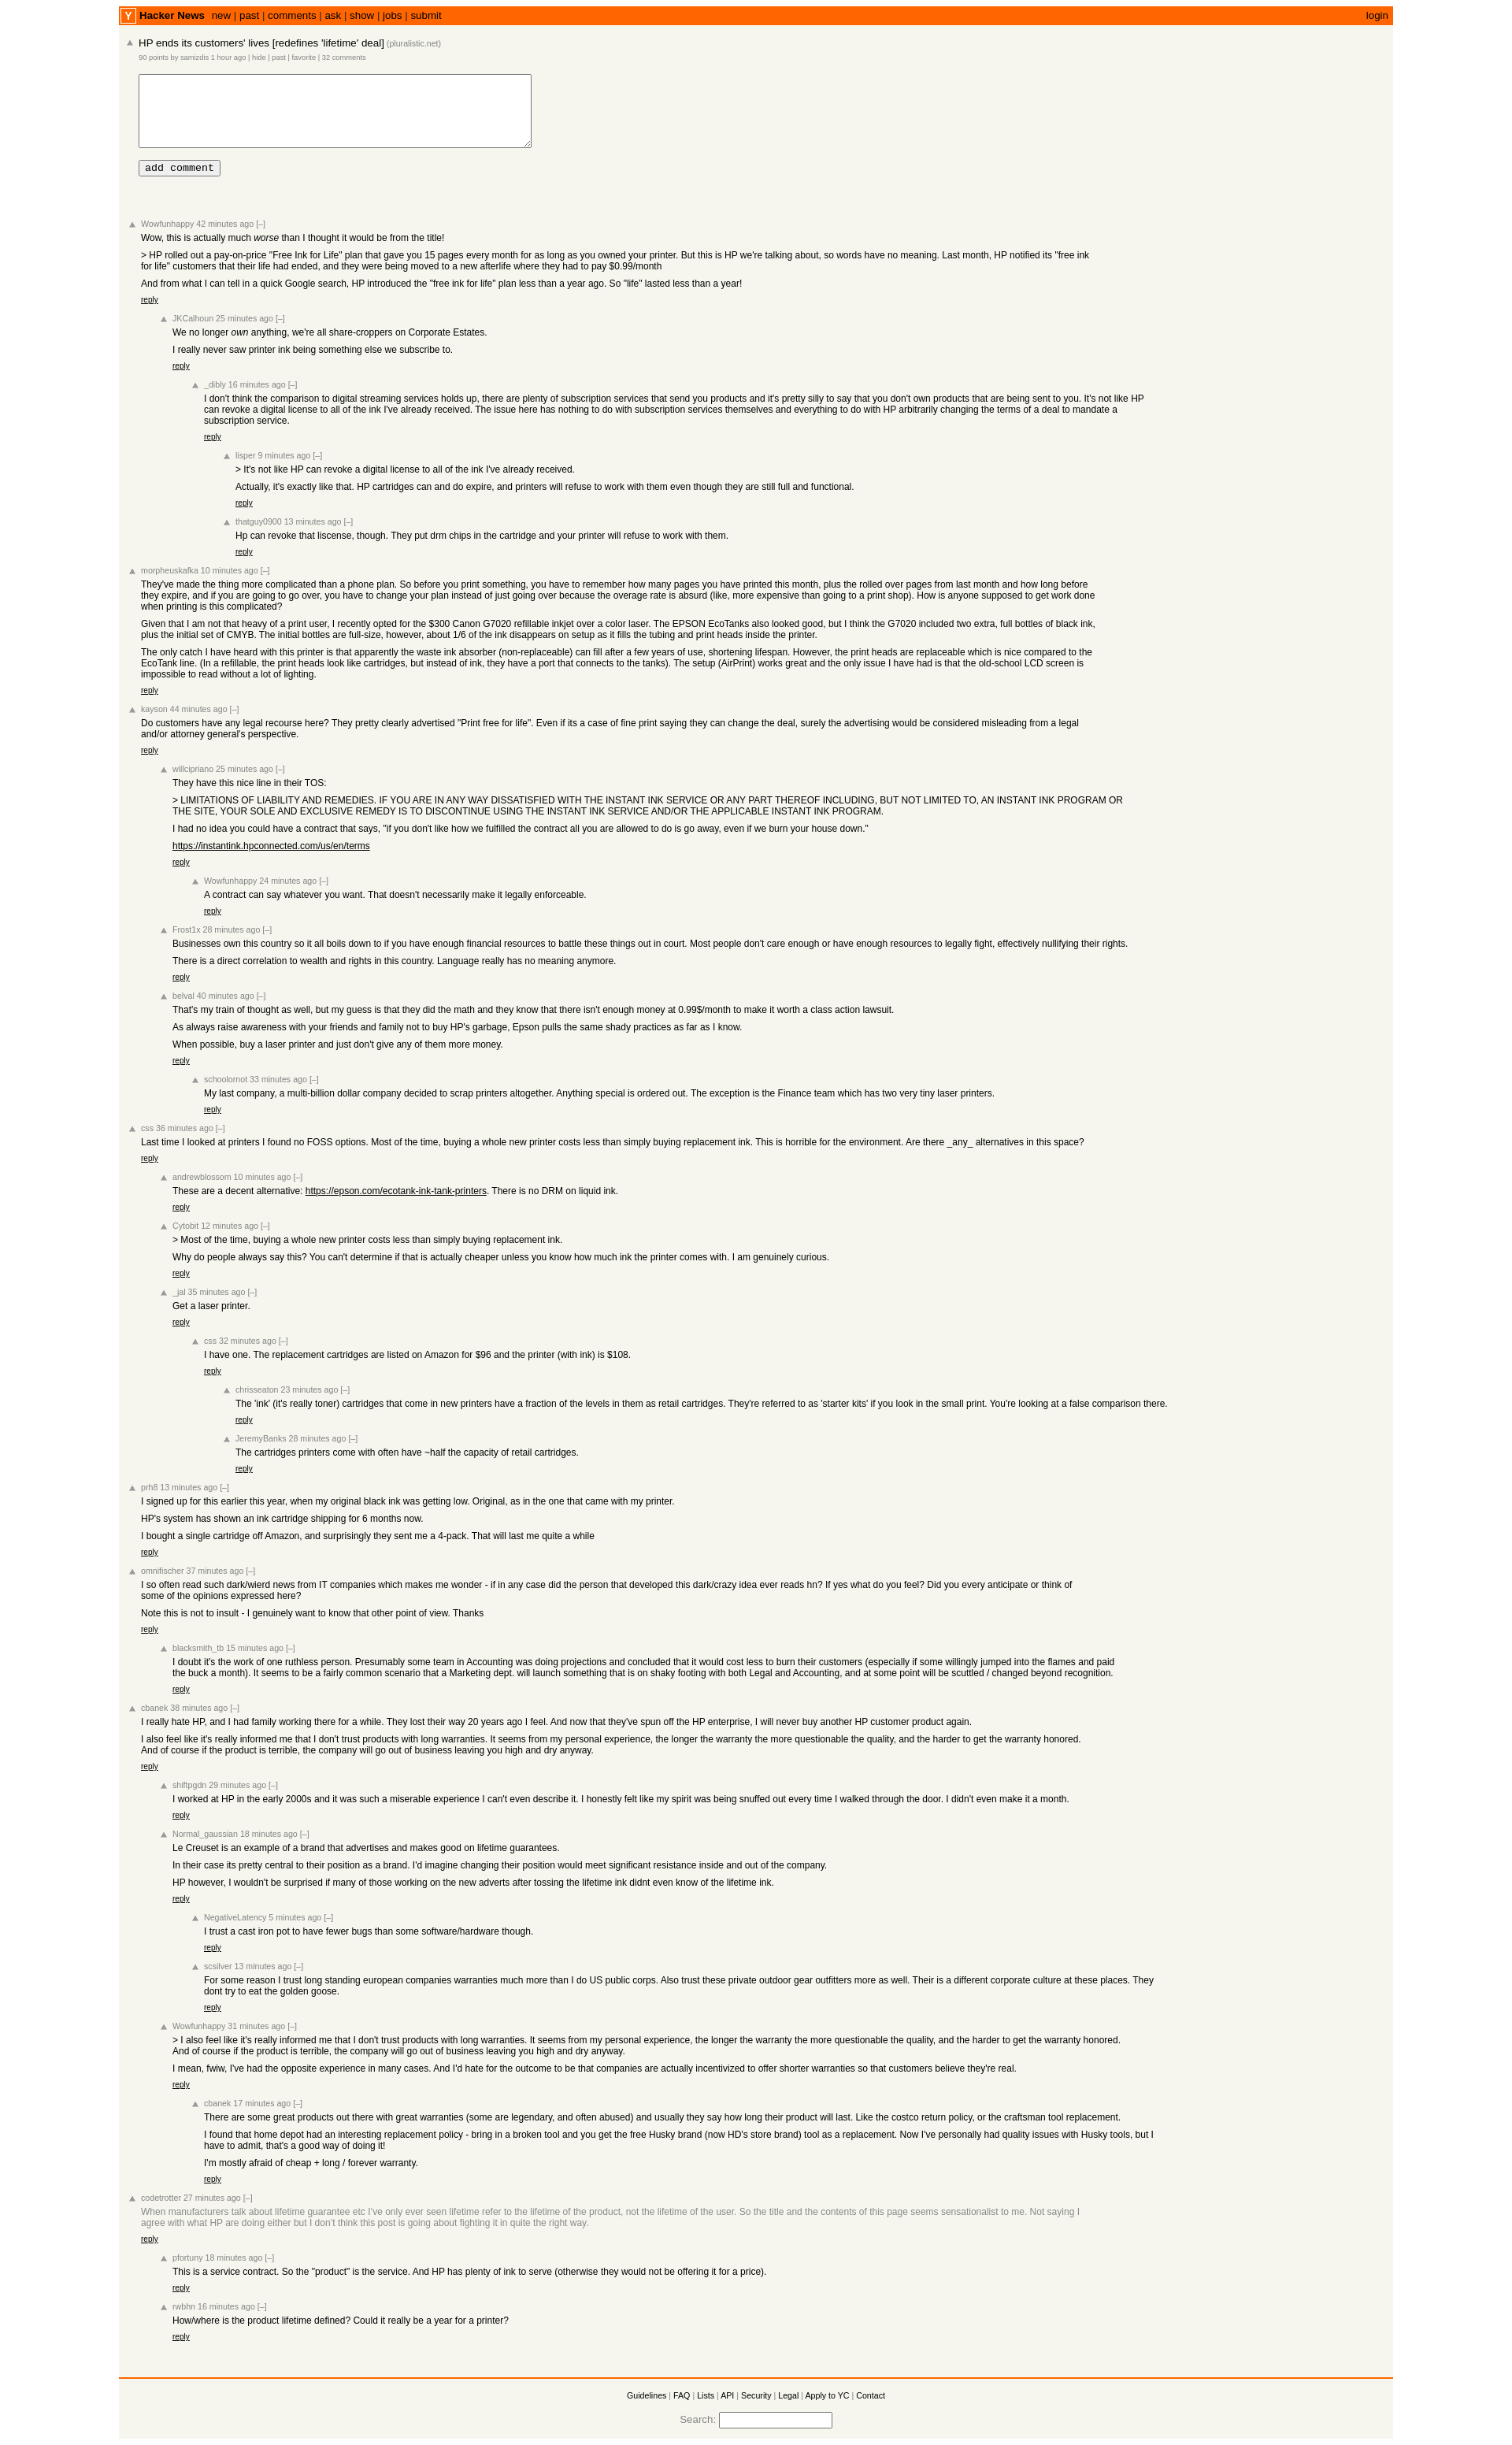 Y Hacker News new | past | comments | ask | show | jobs | submit login
HP ends its customers' lives [redefines 'lifetime' deal] (pluralistic.net)
90 points by samizdis 1 hour ago | hide | past | favorite | 32 comments
add comment
Wowfunhappy 42 minutes ago [–]
Wow, this is actually much worse than I thought it would be from the title!
> HP rolled out a pay-on-price "Free Ink for Life" plan that gave you 15 pages every month for as long as you owned your printer. But this is HP we're talking about, so words have no meaning. Last month, HP notified its "free ink
for life" customers that their life had ended, and they were being moved to a new afterlife where they had to pay $0.99/month
And from what I can tell in a quick Google search, HP introduced the "free ink for life" plan less than a year ago. So "life" lasted less than a year!
reply
JKCalhoun 25 minutes ago [–]
We no longer own anything, we're all share-croppers on Corporate Estates.
I really never saw printer ink being something else we subscribe to.
reply
_dibly 16 minutes ago [–]
I don't think the comparison to digital streaming services holds up, there are plenty of subscription services that send you products and it's pretty silly to say that you don't own products that are being sent to you. It's not like HP
can revoke a digital license to all of the ink I've already received. The issue here has nothing to do with subscription services themselves and everything to do with HP arbitrarily changing the terms of a deal to mandate a
subscription service.
reply
lisper 9 minutes ago [–]
> It's not like HP can revoke a digital license to all of the ink I've already received.
Actually, it's exactly like that. HP cartridges can and do expire, and printers will refuse to work with them even though they are still full and functional.
reply
thatguy0900 13 minutes ago [–]
Hp can revoke that liscense, though. They put drm chips in the cartridge and your printer will refuse to work with them.
reply
morpheuskafka 10 minutes ago [–]
They've made the thing more complicated than a phone plan. So before you print something, you have to remember how many pages you have printed this month, plus the rolled over pages from last month and how long before
they expire, and if you are going to go over, you have to change your plan instead of just going over because the overage rate is absurd (like, more expensive than going to a print shop). How is anyone supposed to get work done
when printing is this complicated?
Given that I am not that heavy of a print user, I recently opted for the $300 Canon G7020 refillable inkjet over a color laser. The EPSON EcoTanks also looked good, but I think the G7020 included two extra, full bottles of black ink,
plus the initial set of CMYB. The initial bottles are full-size, however, about 1/6 of the ink disappears on setup as it fills the tubing and print heads inside the printer.
The only catch I have heard with this printer is that apparently the waste ink absorber (non-replaceable) can fill after a few years of use, shortening lifespan. However, the print heads are replaceable which is nice compared to the
EcoTank line. (In a refillable, the print heads look like cartridges, but instead of ink, they have a port that connects to the tanks). The setup (AirPrint) works great and the only issue I have had is that the old-school LCD screen is
impossible to read without a lot of lighting.
reply
kayson 44 minutes ago [–]
Do customers have any legal recourse here? They pretty clearly advertised "Print free for life". Even if its a case of fine print saying they can change the deal, surely the advertising would be considered misleading from a legal
and/or attorney general's perspective.
reply
willcipriano 25 minutes ago [–]
They have this nice line in their TOS:
> LIMITATIONS OF LIABILITY AND REMEDIES. IF YOU ARE IN ANY WAY DISSATISFIED WITH THE INSTANT INK SERVICE OR ANY PART THEREOF INCLUDING, BUT NOT LIMITED TO, AN INSTANT INK PROGRAM OR
THE SITE, YOUR SOLE AND EXCLUSIVE REMEDY IS TO DISCONTINUE USING THE INSTANT INK SERVICE AND/OR THE APPLICABLE INSTANT INK PROGRAM.
I had no idea you could have a contract that says, "if you don't like how we fulfilled the contract all you are allowed to do is go away, even if we burn your house down."
https://instantink.hpconnected.com/us/en/terms
reply
Wowfunhappy 24 minutes ago [–]
A contract can say whatever you want. That doesn't necessarily make it legally enforceable.
reply
Frost1x 28 minutes ago [–]
Businesses own this country so it all boils down to if you have enough financial resources to battle these things out in court. Most people don't care enough or have enough resources to legally fight, effectively nullifying their rights.
There is a direct correlation to wealth and rights in this country. Language really has no meaning anymore.
reply
belval 40 minutes ago [–]
That's my train of thought as well, but my guess is that they did the math and they know that there isn't enough money at 0.99$/month to make it worth a class action lawsuit.
As always raise awareness with your friends and family not to buy HP's garbage, Epson pulls the same shady practices as far as I know.
When possible, buy a laser printer and just don't give any of them more money.
reply
schoolornot 33 minutes ago [–]
My last company, a multi-billion dollar company decided to scrap printers altogether. Anything special is ordered out. The exception is the Finance team which has two very tiny laser printers.
reply
css 36 minutes ago [–]
Last time I looked at printers I found no FOSS options. Most of the time, buying a whole new printer costs less than simply buying replacement ink. This is horrible for the environment. Are there _any_ alternatives in this space?
reply
andrewblossom 10 minutes ago [–]
These are a decent alternative: https://epson.com/ecotank-ink-tank-printers. There is no DRM on liquid ink.
reply
Cytobit 12 minutes ago [–]
> Most of the time, buying a whole new printer costs less than simply buying replacement ink.
Why do people always say this? You can't determine if that is actually cheaper unless you know how much ink the printer comes with. I am genuinely curious.
reply
_jal 35 minutes ago [–]
Get a laser printer.
reply
css 32 minutes ago [–]
I have one. The replacement cartridges are listed on Amazon for $96 and the printer (with ink) is $108.
reply
chrisseaton 23 minutes ago [–]
The 'ink' (it's really toner) cartridges that come in new printers have a fraction of the levels in them as retail cartridges. They're referred to as 'starter kits' if you look in the small print. You're looking at a false comparison there.
reply
JeremyBanks 28 minutes ago [–]
The cartridges printers come with often have ~half the capacity of retail cartridges.
reply
prh8 13 minutes ago [–]
I signed up for this earlier this year, when my original black ink was getting low. Original, as in the one that came with my printer.
HP's system has shown an ink cartridge shipping for 6 months now.
I bought a single cartridge off Amazon, and surprisingly they sent me a 4-pack. That will last me quite a while
reply
omnifischer 37 minutes ago [–]
I so often read such dark/wierd news from IT companies which makes me wonder - if in any case did the person that developed this dark/crazy idea ever reads hn? If yes what do you feel? Did you every anticipate or think of
some of the opinions expressed here?
Note this is not to insult - I genuinely want to know that other point of view. Thanks
reply
blacksmith_tb 15 minutes ago [–]
I doubt it's the work of one ruthless person. Presumably some team in Accounting was doing projections and concluded that it would cost less to burn their customers (especially if some willingly jumped into the flames and paid
the buck a month). It seems to be a fairly common scenario that a Marketing dept. will launch something that is on shaky footing with both Legal and Accounting, and at some point will be scuttled / changed beyond recognition.
reply
cbanek 38 minutes ago [–]
I really hate HP, and I had family working there for a while. They lost their way 20 years ago I feel. And now that they've spun off the HP enterprise, I will never buy another HP customer product again.
I also feel like it's really informed me that I don't trust products with long warranties. It seems from my personal experience, the longer the warranty the more questionable the quality, and the harder to get the warranty honored.
And of course if the product is terrible, the company will go out of business leaving you high and dry anyway.
reply
shiftpgdn 29 minutes ago [–]
I worked at HP in the early 2000s and it was such a miserable experience I can't even describe it. I honestly felt like my spirit was being snuffed out every time I walked through the door. I didn't even make it a month.
reply
Normal_gaussian 18 minutes ago [–]
Le Creuset is an example of a brand that advertises and makes good on lifetime guarantees.
In their case its pretty central to their position as a brand. I'd imagine changing their position would meet significant resistance inside and out of the company.
HP however, I wouldn't be surprised if many of those working on the new adverts after tossing the lifetime ink didnt even know of the lifetime ink.
reply
NegativeLatency 5 minutes ago [–]
I trust a cast iron pot to have fewer bugs than some software/hardware though.
reply
scsilver 13 minutes ago [–]
For some reason I trust long standing european companies warranties much more than I do US public corps. Also trust these private outdoor gear outfitters more as well. Their is a different corporate culture at these places. They
dont try to eat the golden goose.
reply
Wowfunhappy 31 minutes ago [–]
> I also feel like it's really informed me that I don't trust products with long warranties. It seems from my personal experience, the longer the warranty the more questionable the quality, and the harder to get the warranty honored.
And of course if the product is terrible, the company will go out of business leaving you high and dry anyway.
I mean, fwiw, I've had the opposite experience in many cases. And I'd hate for the outcome to be that companies are actually incentivized to offer shorter warranties so that customers believe they're real.
reply
cbanek 17 minutes ago [–]
There are some great products out there with great warranties (some are legendary, and often abused) and usually they say how long their product will last. Like the costco return policy, or the craftsman tool replacement.
I found that home depot had an interesting replacement policy - bring in a broken tool and you get the free Husky brand (now HD's store brand) tool as a replacement. Now I've personally had quality issues with Husky tools, but I
have to admit, that's a good way of doing it!
I'm mostly afraid of cheap + long / forever warranty.
reply
codetrotter 27 minutes ago [–]
When manufacturers talk about lifetime guarantee etc I've only ever seen lifetime refer to the lifetime of the product, not the lifetime of the user. So the title and the contents of this page seems sensationalist to me. Not saying I
agree with what HP are doing either but I don't think this post is going about fighting it in quite the right way.
reply
pfortuny 18 minutes ago [–]
This is a service contract. So the "product" is the service. And HP has plenty of ink to serve (otherwise they would not be offering it for a price).
reply
rwbhn 16 minutes ago [–]
How/where is the product lifetime defined? Could it really be a year for a printer?
reply
Guidelines | FAQ | Lists | API | Security | Legal | Apply to YC | Contact
Search: